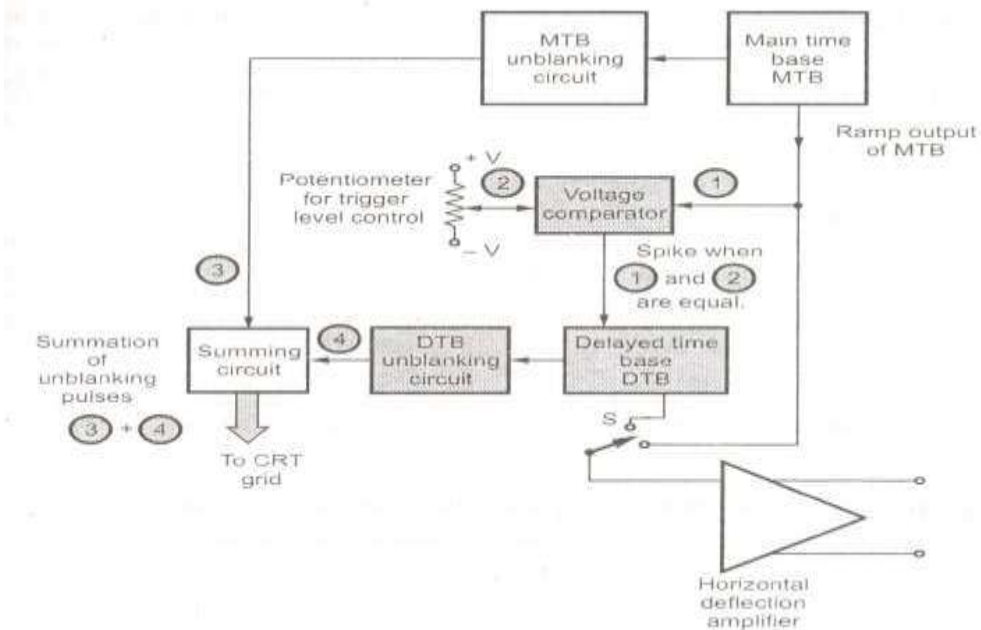 MTB
unblanking
circuit
Main time
base
MTB
Ramp output
of MTB
Potentiometer
for trigger
level control
+ V
– V
2
Voltage
comparator
1
Spike when
1 and 2
are equal.
3
Summation
of
unblanking
pulses
3 + 4
Summing
circuit
4
DTB
unblanking
circuit
Delayed time
base
DTB
S
To CRT
grid
Horizontal
deflection
amplifier